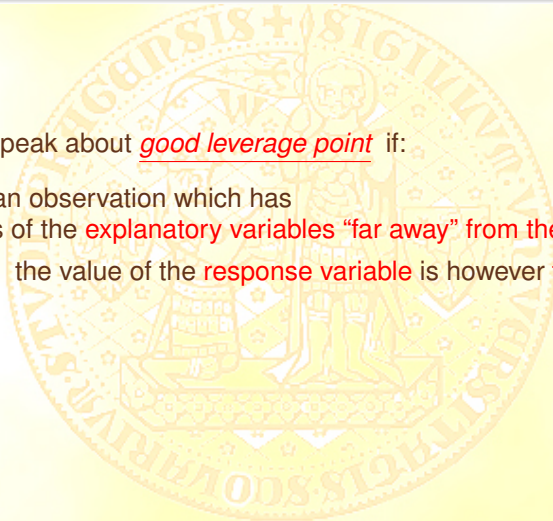 peak about good leverage point if:
an observation which has
s of the explanatory variables “far away” from the
the value of the response variable is however